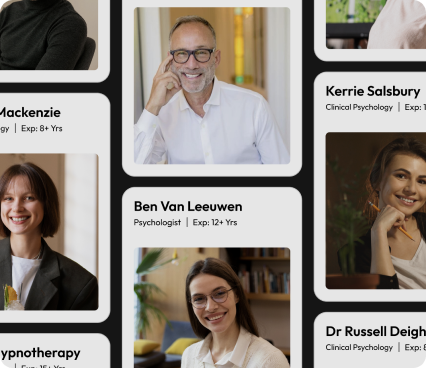 Mackenzie
gy | Exp: 8+ Yrs
ypnotherapy
Ben Van Leeuwen
Psychologist | Exp: 12+ Yrs
Kerrie Salsbury
Clinical Psychology | Exp: 1
Dr Russell Deigh
Clinical Psychology | Exp: 8